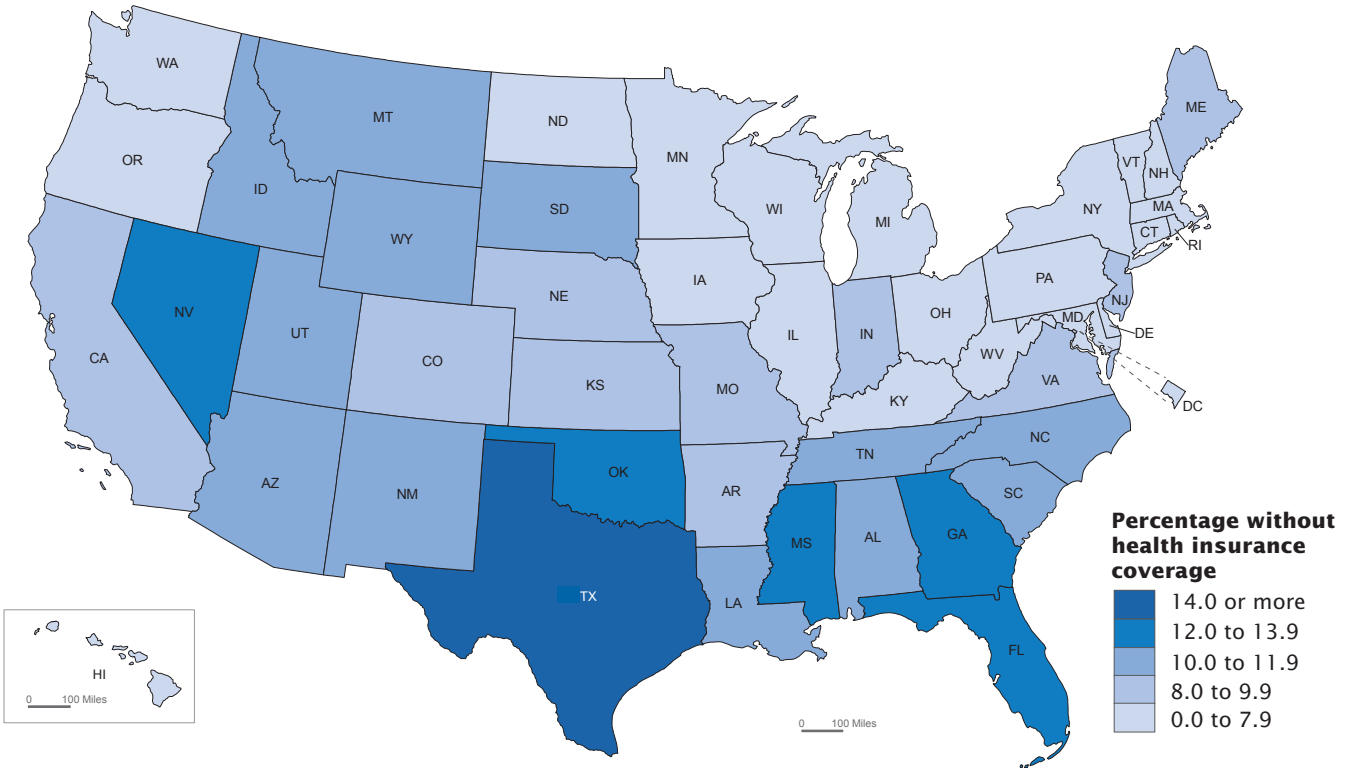 WA
MT
ND
MN
ME
OR
ID
SD
WI
MI
VT
NH
NY
MA
CT
RI
WY
IA
PA
NE
NJ
NV
UT
CO
IL
IN
OH
MD
DE
WV
CA
KS
MO
VA
KY
DC
AZ
NM
OK
AR
TN
NC
SC
MS
AL
GA
TX
LA
FL
HI
0 100 Miles
0 100 Miles
Percentage without
health insurance
coverage
14.0 or more
12.0 to 13.9
10.0 to 11.9
8.0 to 9.9
0.0 to 7.9